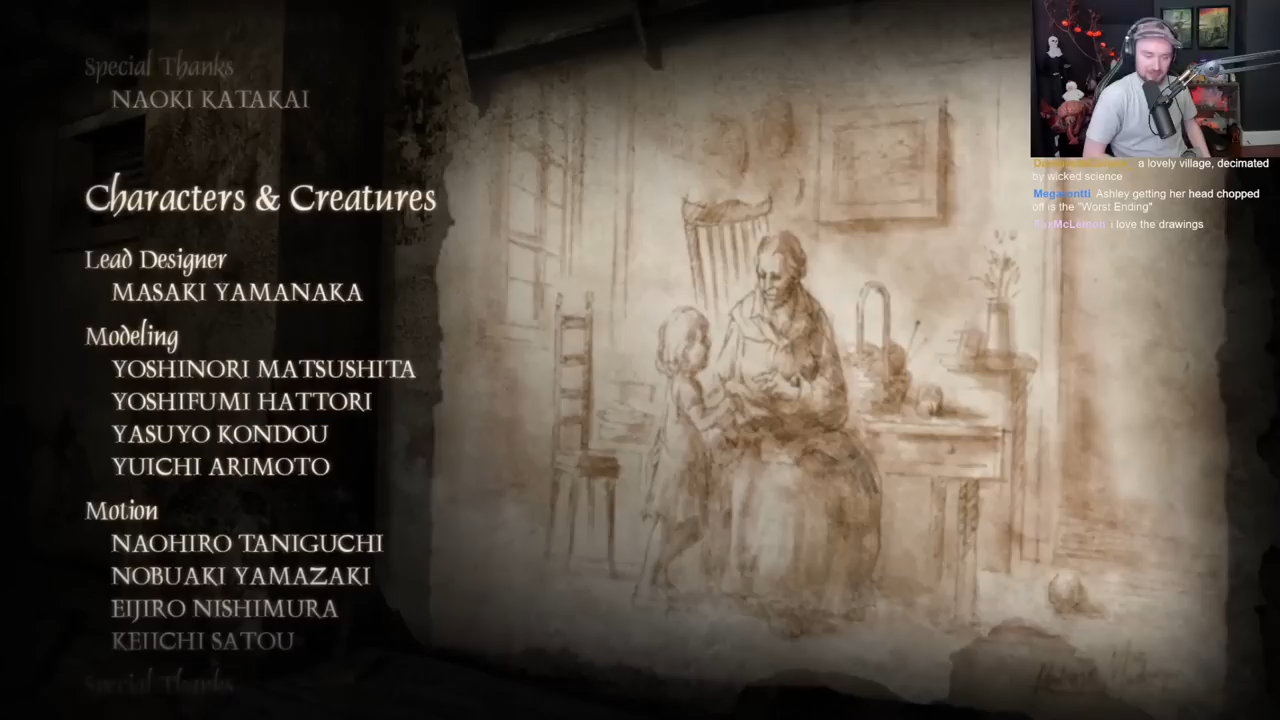 Special Thanks
NAOKI KATAKAI
Characters & Creatures
Lead Designer
MASAKI YAMANAKA
Modeling
YOSHINORI MATSUSHITA
YOSHIFUMI HATTORI
YASUYO KONDOU
YUICHI ARIMOTO
Motion
NAOHIRO TANIGUCHI
NOBUAKI YAMAZAKI
EIJIRO NISHIMURA
KEIICHI SATOU
Special Thanks
a lovely village, decimated
by wicked science
Ashley getting her head chopped
off is the "Worst Ending"
i love the drawings